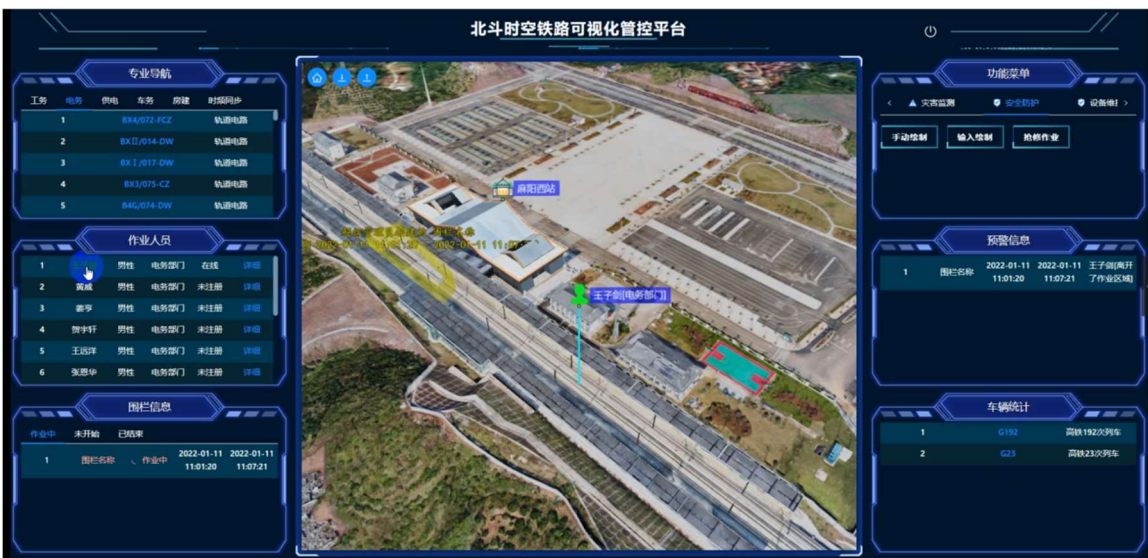 北斗时空铁路可视化管控平台
专业导航
工务 电务 供电 车务 房建 时频同步
1 BX4/072-FCZ 轨道电路
2 BXⅡ/014-DW 轨道电路
3 BXⅠ/017-DW 轨道电路
4 BX3/075-CZ 轨道电路
5 B4G/074-DW 轨道电路
作业人员
1 男性 电务部门 在线 详细
2 黄威 男性 电务部门 未注册 详细
3 姜亨 男性 电务部门 未注册 详细
4 贺宇轩 男性 电务部门 未注册 详细
5 王远洋 男性 电务部门 未注册 详细
6 张恩华 男性 电务部门 未注册 详细
围栏信息
作业中 未开始 已结束
1 围栏名称 、 作业中 2022-01-11 11:01:20 2022-01-11 11:07:21
麻阳西站
王子剑[电务部门]
功能菜单
< 灾害监测 安全防护 设备维 >
手动绘制 输入绘制 抢修作业
预警信息
1 围栏名称 2022-01-11 11:01:20 2022-01-11 11:07:21 王子剑[离开了作业区域]
车辆统计
1 G192 高铁192次列车
2 G23 高铁23次列车